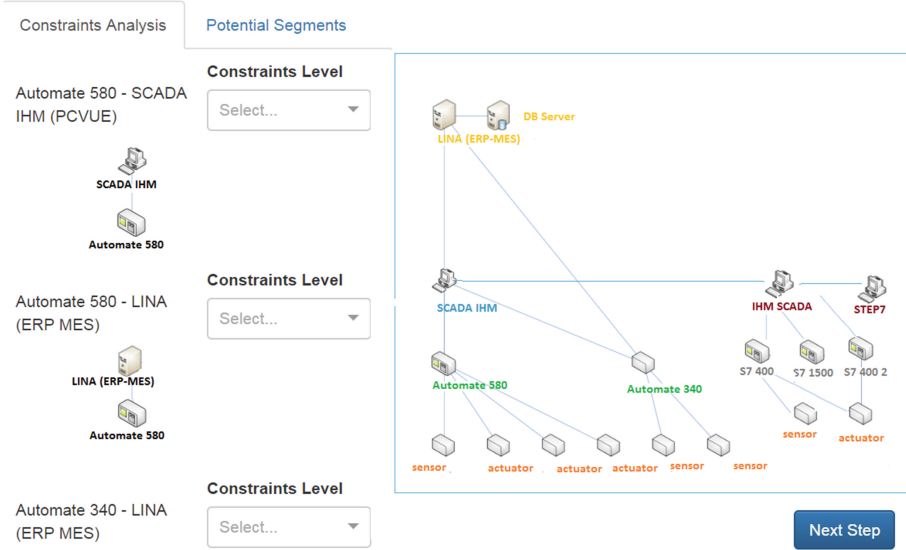 Constraints Analysis
Potential Segments
Automate 580 - SCADA
IHM (PCVUE)
Constraints Level
Select...
SCADA IHM
Automate 580
Automate 580 - LINA
(ERP MES)
Constraints Level
Select...
LINA (ERP-MES)
Automate 580
Automate 340 - LINA
(ERP MES)
Constraints Level
Select...
DB Server
LINA (ERP-MES)
SCADA IHM
IHM SCADA
STEP7
Automate 580
Automate 340
S7 400
S7 1500
S7 400 2
sensor
actuator
actuator
actuator
sensor
sensor
sensor
actuator
Next Step